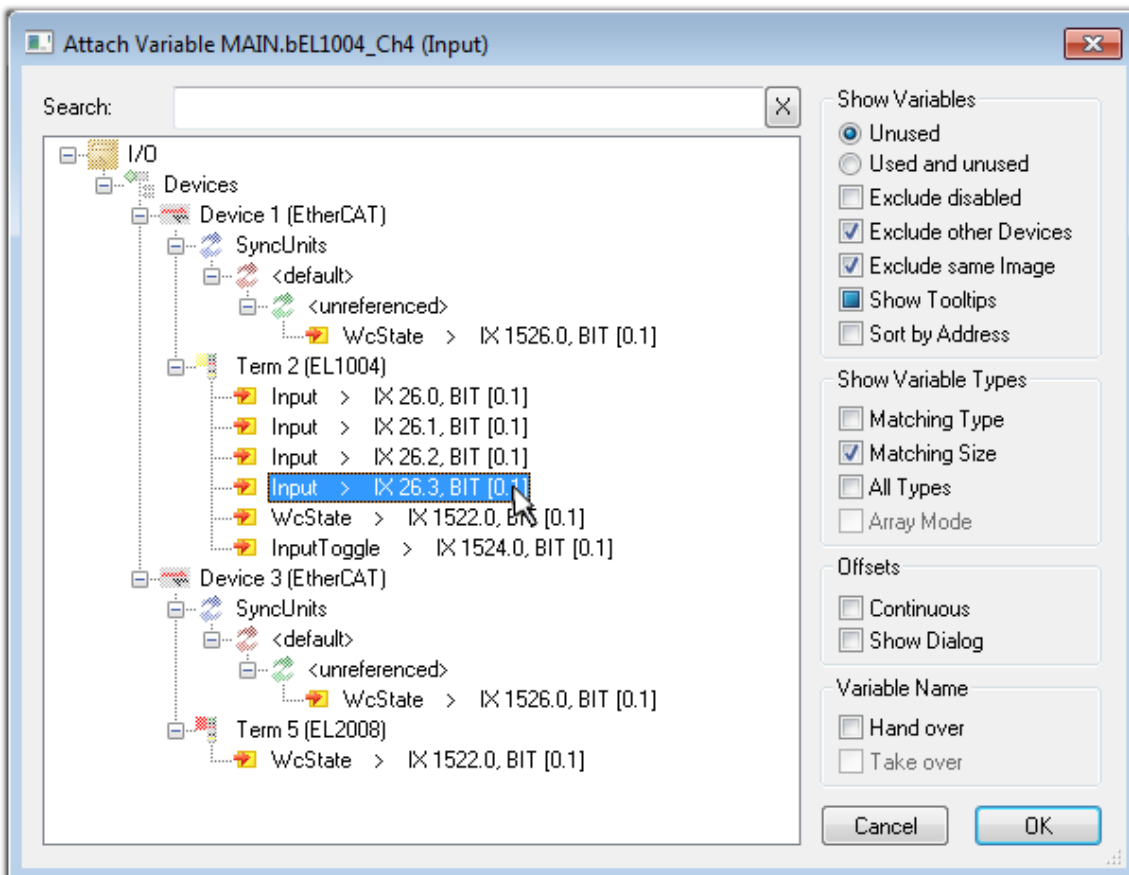 Attach Variable MAIN.bEL1004_Ch4 (Input)
Search:
X
I/O
Devices
Device 1 (EtherCAT)
SyncUnits
<default>
<unreferenced>
WcState > IX 1526.0, BIT [0.1]
Term 2 (EL1004)
Input > IX 26.0, BIT [0.1]
Input > IX 26.1, BIT [0.1]
Input > IX 26.2, BIT [0.1]
Input > IX 26.3, BIT [0.1]
WcState > IX 1522.0, BIT [0.1]
InputToggle > IX 1524.0, BIT [0.1]
Device 3 (EtherCAT)
SyncUnits
<default>
<unreferenced>
WcState > IX 1526.0, BIT [0.1]
Term 5 (EL2008)
WcState > IX 1522.0, BIT [0.1]
Show Variables
Unused
Used and unused
Exclude disabled
Exclude other Devices
Exclude same Image
Show Tooltips
Sort by Address
Show Variable Types
Matching Type
Matching Size
All Types
Array Mode
Offsets
Continuous
Show Dialog
Variable Name
Hand over
Take over
Cancel
OK